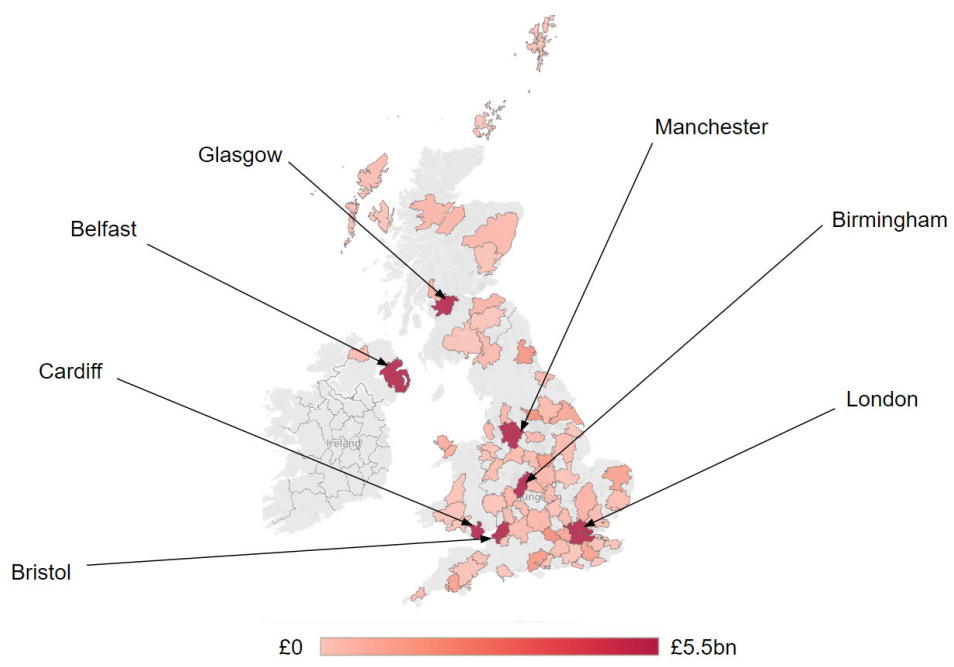 Manchester
Glasgow
Birmingham
Belfast
Cardiff
London
Ireland
Bristol
£0
£5.5bn